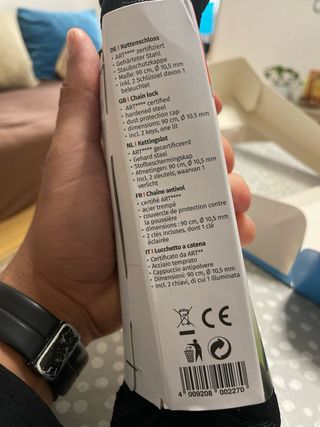 DE | Kettenschloss
• ART**** zertifiziert
• Gehärteter Stahl
• Staubschutzkappe
• Maße: 90 cm, Ø 10,5 mm
• inkl. 2 Schlüssel davon 1
beleuchtet
GB | Chain lock
• ART**** certified
• hardened steel
• dust protection cap
• dimensions: 90 cm, Ø 10.5 mm
• incl. 2 keys, one lit
NL | Kettingslot
• ART**** gecertificeerd
• Gehard staal
• Stofbeschermingskap
• Afmetingen: 90 cm, Ø 10,5 mm
• Incl. 2 sleutels, waarvan 1
verlicht
FR | Chaîne antivol
• certifié ART****
• acier trempé
• couvercle de protection contre
la poussière
• dimensions : 90 cm, Ø 10,5 mm
• 2 clés incluses, dont 1 clé
éclairée
IT | Lucchetto a catena
• Certificato da ART**
• Acciaio temprato
• Cappuccio antipolvere
• Dimensioni: 90 cm, Ø 10,5 mm
• Incl. 2 chiavi, di cui 1 illuminata
CE
4 009208 002270